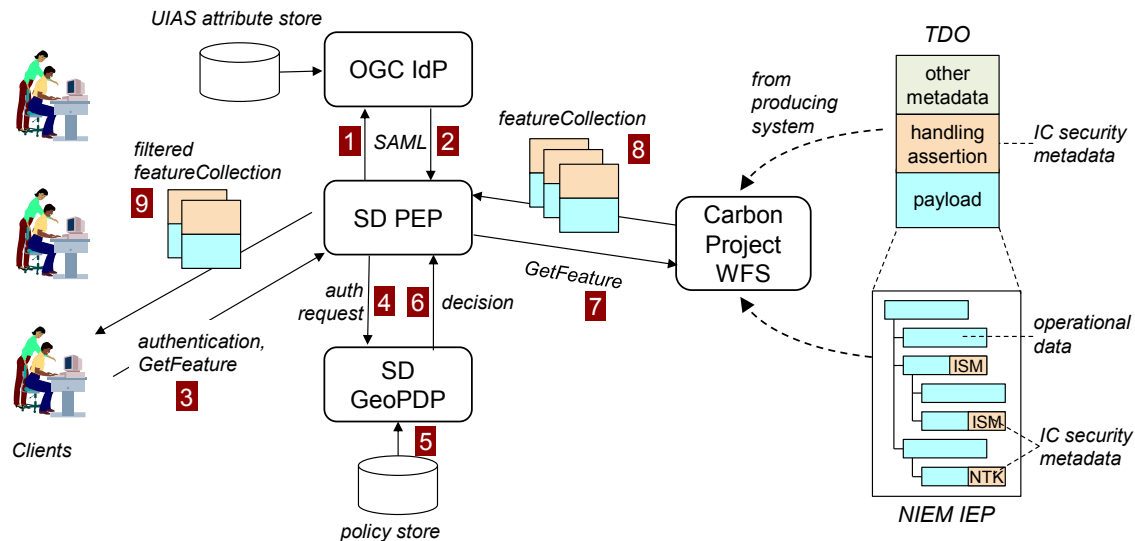 UIAS attribute store
OGC IdP
1
SAML
2
filtered
featureCollection
9
SD PEP
featureCollection
8
from
producing
system
TDO
other
metadata
handling
assertion
payload
IC security
metadata
Carbon
Project
WFS
GetFeature
7
auth
request
4
6
decision
authentication,
GetFeature
3
SD
GeoPDP
5
policy store
Clients
operational
data
ISM
ISM
NTK
IC security
metadata
NIEM IEP